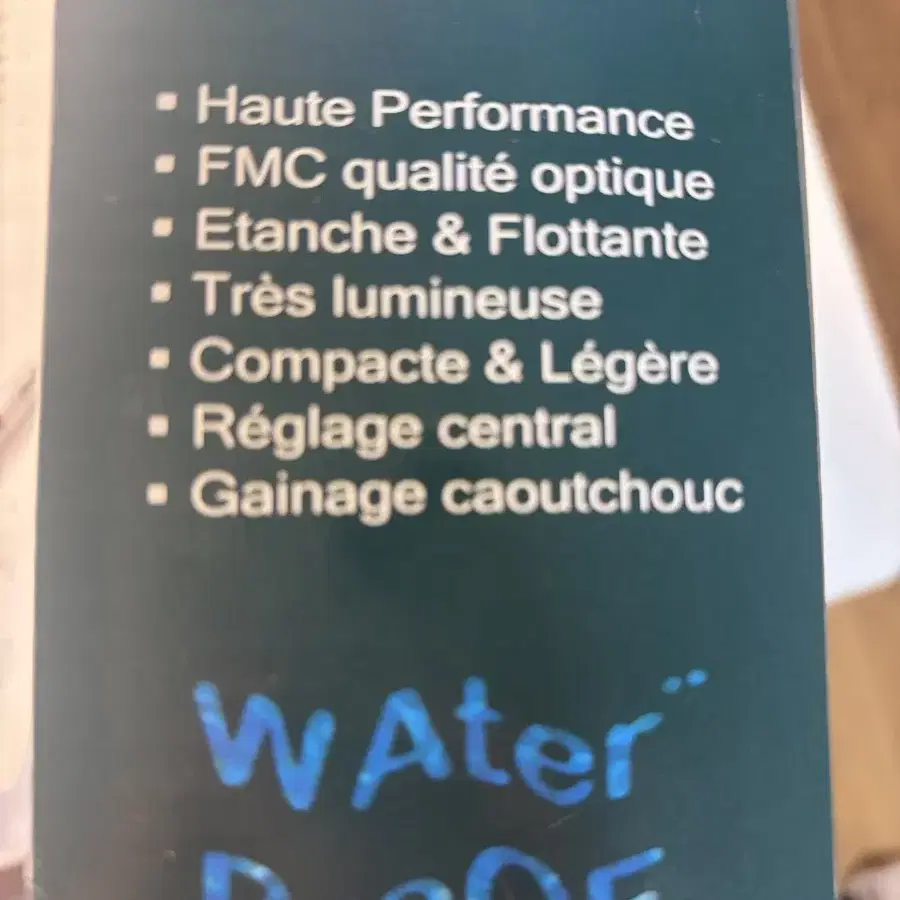 ▪ Haute Performance
▪ FMC qualité optique
▪ Etanche & Flottante
▪ Très lumineuse
▪ Compacte & Légère
▪ Réglage central
▪ Gainage caoutchouc
WAter